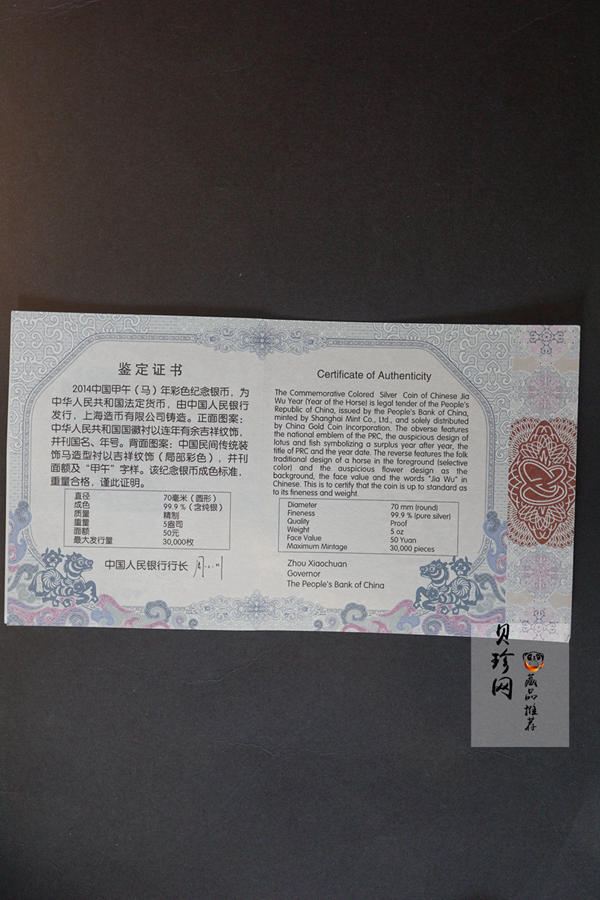 鉴定证书
2014中国甲午（马）年彩色纪念银币，为
中华人民共和国法定货币，由中国人民银行
发行，上海造币有限公司铸造。正面图案：
中华人民共和国国徽衬以连年有余吉祥纹饰，
并刊国名、年号。背面图案：中国民间传统装
饰马造型衬以吉祥纹饰（局部彩色），并刊
面额及“甲午”字样。该纪念银币成色标准，
重量合格，谨此证明。
直径 70毫米（圆形）
成色 99.9％（含纯银）
质量 精制
重量 5盎司
面额 50元
最大发行量 30,000枚
中国人民银行行长
Certificate of Authenticity
The Commemorative Colored Silver Coin of Chinese Jia
Wu Year (Year of the Horse) is legal tender of the People's
Republic of China, issued by the People's Bank of China,
minted by Shanghai Mint Co., Ltd., and solely distributed
by China Gold Coin Incorporation. The obverse features
the national emblem of the PRC, the auspicious design of
lotus and fish symbolizing a surplus year after year, the
title of PRC and the year date. The reverse features the folk
traditional design of a horse in the foreground (selective
color) and the auspicious flower design as the
background, the face value and the words "Jia Wu" in
Chinese. This is to certify that the coin is up to standard as
to its fineness and weight.
Diameter 70 mm (round)
Fineness 99.9 % (pure silver)
Quality Proof
Weight 5 oz
Face Value 50 Yuan
Maximum Mintage 30,000 pieces
Zhou Xiaochuan
Governor
The People's Bank of China
贝珍网
藏品推荐